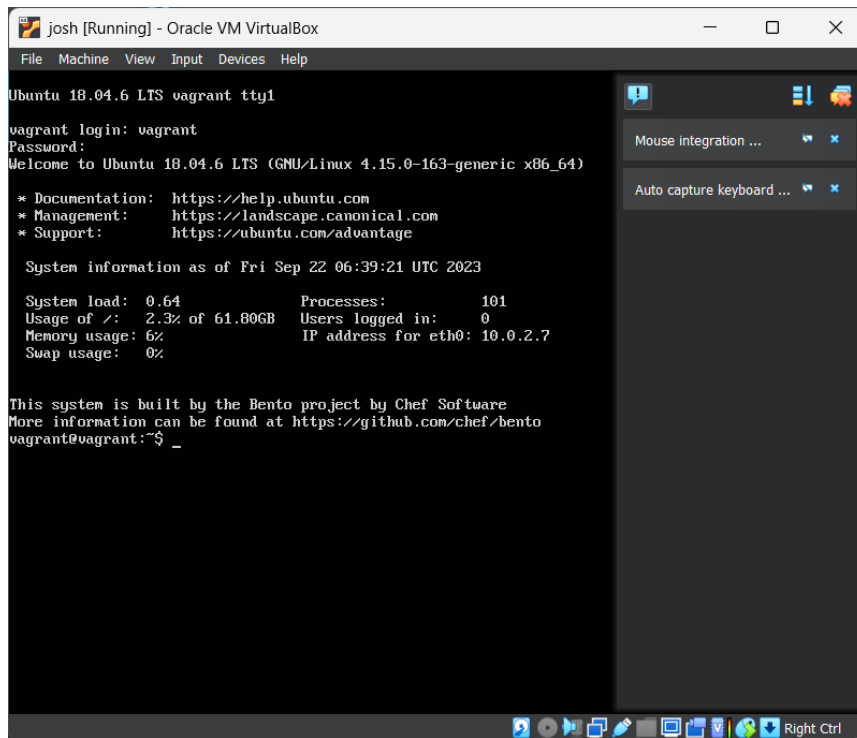 josh [Running] - Oracle VM VirtualBox
File Machine View Input Devices Help
Ubuntu 18.04.6 LTS vagrant tty1
vagrant login: vagrant
Password:
Welcome to Ubuntu 18.04.6 LTS (GNU/Linux 4.15.0-163-generic x86_64)
* Documentation: https://help.ubuntu.com
* Management: https://landscape.canonical.com
* Support: https://ubuntu.com/advantage
System information as of Fri Sep 22 06:39:21 UTC 2023
System load: 0.64 Processes: 101
Usage of /: 2.3% of 61.80GB Users logged in: 0
Memory usage: 6% IP address for eth0: 10.0.2.7
Swap usage: 0%
This system is built by the Bento project by Chef Software
More information can be found at https://github.com/chef/bento
vagrant@vagrant:~$ _
Mouse integration ...
Auto capture keyboard ...
Right Ctrl